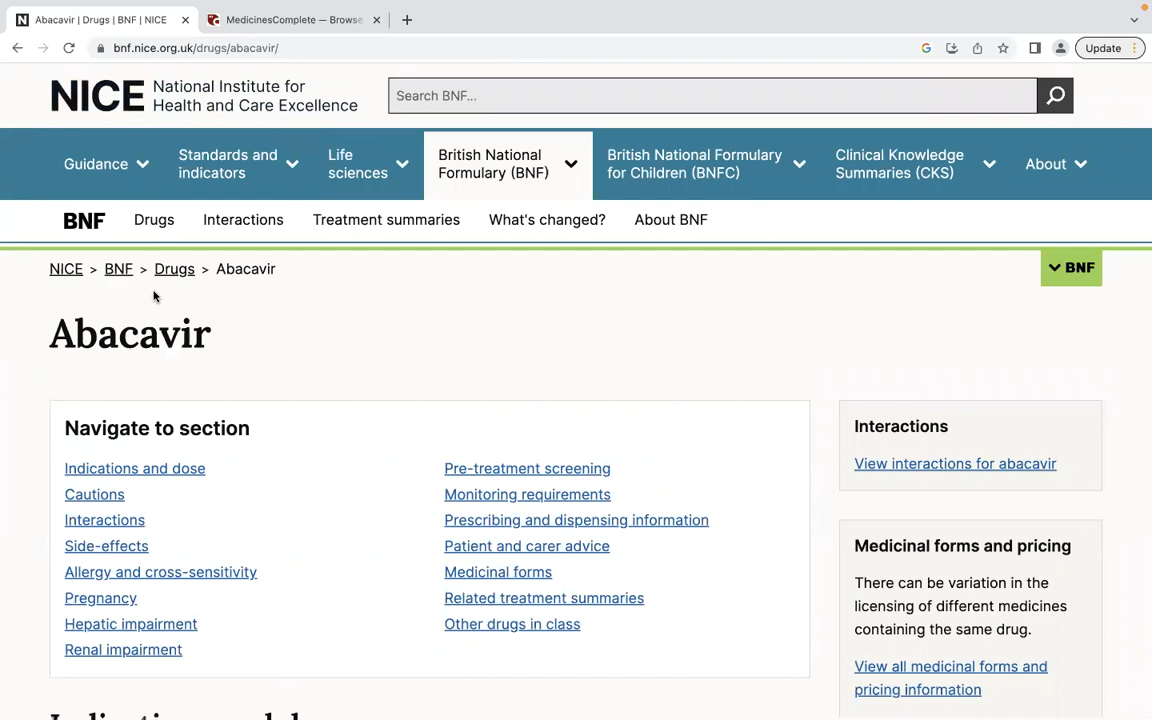 Abacavir | Drugs | BNF | NICE
MedicinesComplete — Browse
bnf.nice.org.uk/drugs/abacavir/
Update
NICE National Institute for Health and Care Excellence
Search BNF...
Guidance
Standards and indicators
Life sciences
British National Formulary (BNF)
British National Formulary for Children (BNFC)
Clinical Knowledge Summaries (CKS)
About
BNF Drugs Interactions Treatment summaries What's changed? About BNF
NICE > BNF > Drugs > Abacavir
BNF
Abacavir
Navigate to section
Indications and dose
Cautions
Interactions
Side-effects
Allergy and cross-sensitivity
Pregnancy
Hepatic impairment
Renal impairment
Pre-treatment screening
Monitoring requirements
Prescribing and dispensing information
Patient and carer advice
Medicinal forms
Related treatment summaries
Other drugs in class
Interactions
View interactions for abacavir
Medicinal forms and pricing
There can be variation in the
licensing of different medicines
containing the same drug.
View all medicinal forms and
pricing information